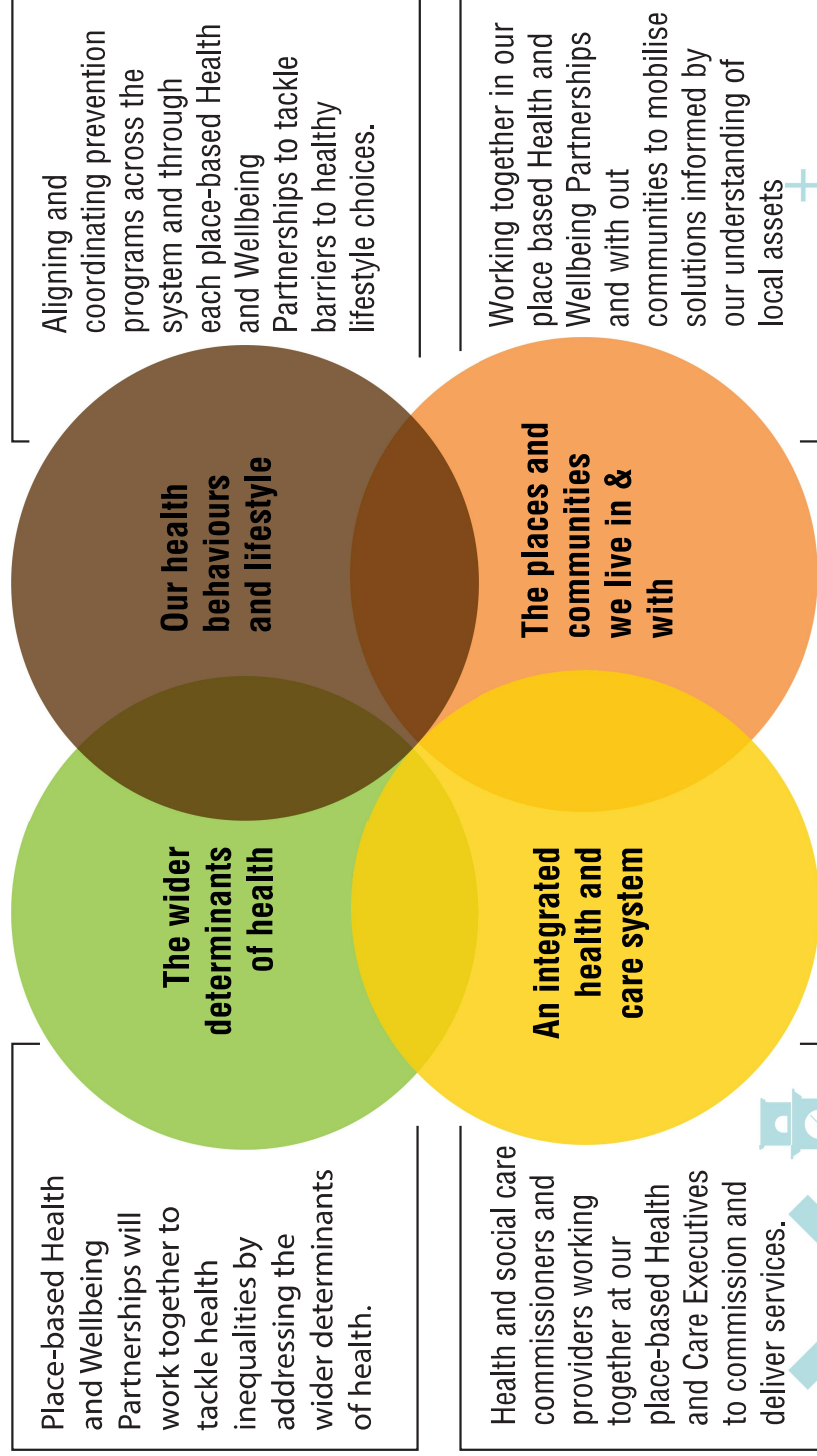 Place-based Health
and Wellbeing
Partnerships will
work together to
tackle health
inequalities by
addressing the
wider determinants
of health.
The wider
determinants
of health
Our health
behaviours
and lifestyle
Aligning and
coordinating prevention
programs across the
system and through
each place-based Health
and Wellbeing
Partnerships to tackle
barriers to healthy
lifestyle choices.
Health and social care
commissioners and
providers working
together at our
place-based Health
and Care Executives
to commission and
deliver services.
An integrated
health and
care system
The places and
communities
we live in &
with
Working together in our
place based Health and
Wellbeing Partnerships
and with out
communities to mobilise
solutions informed by
our understanding of
local assets